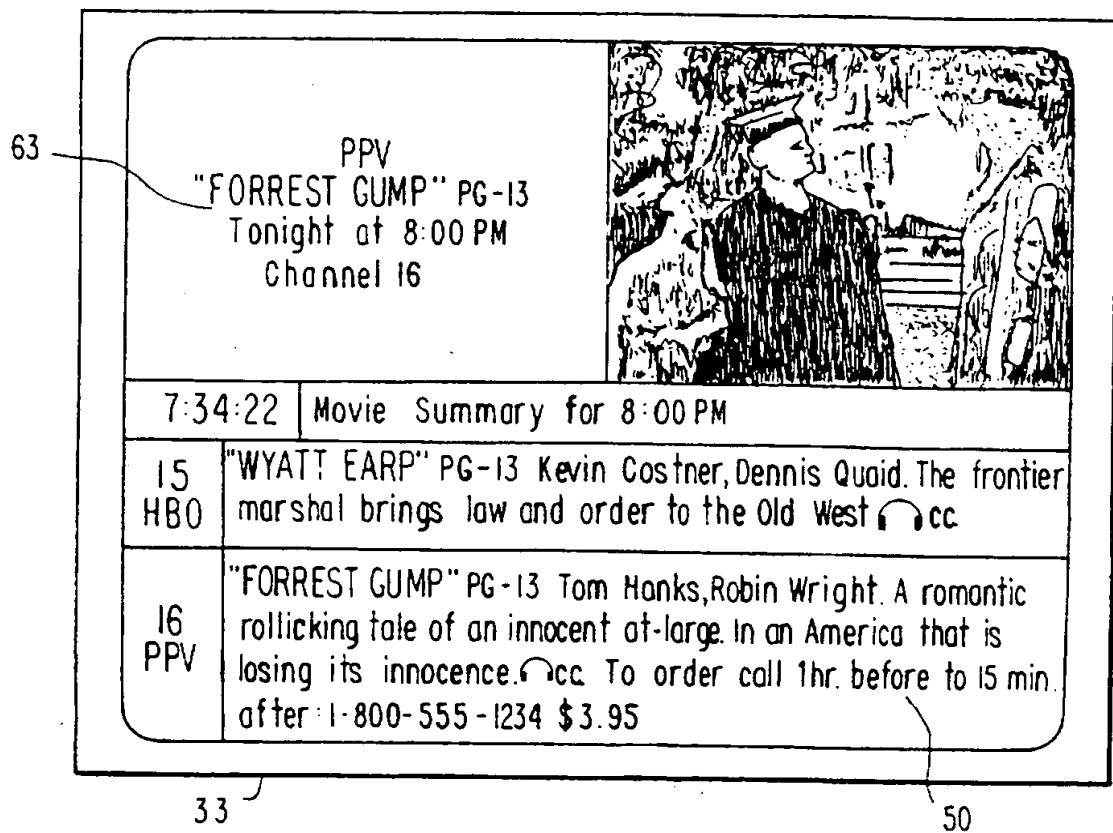 63
PPV
"FORREST GUMP" PG-13
Tonight at 8:00 PM
Channel 16
7:34:22 Movie Summary for 8:00 PM
15 HBO
"WYATT EARP" PG-13 Kevin Costner, Dennis Quaid. The frontier
marshal brings law and order to the Old West cc
16 PPV
"FORREST GUMP" PG-13 Tom Hanks, Robin Wright. A romantic
rollicking tale of an innocent at-large. In an America that is
losing its innocence. cc To order call 1hr. before to 15 min.
after: 1-800-555-1234 $3.95
33
50